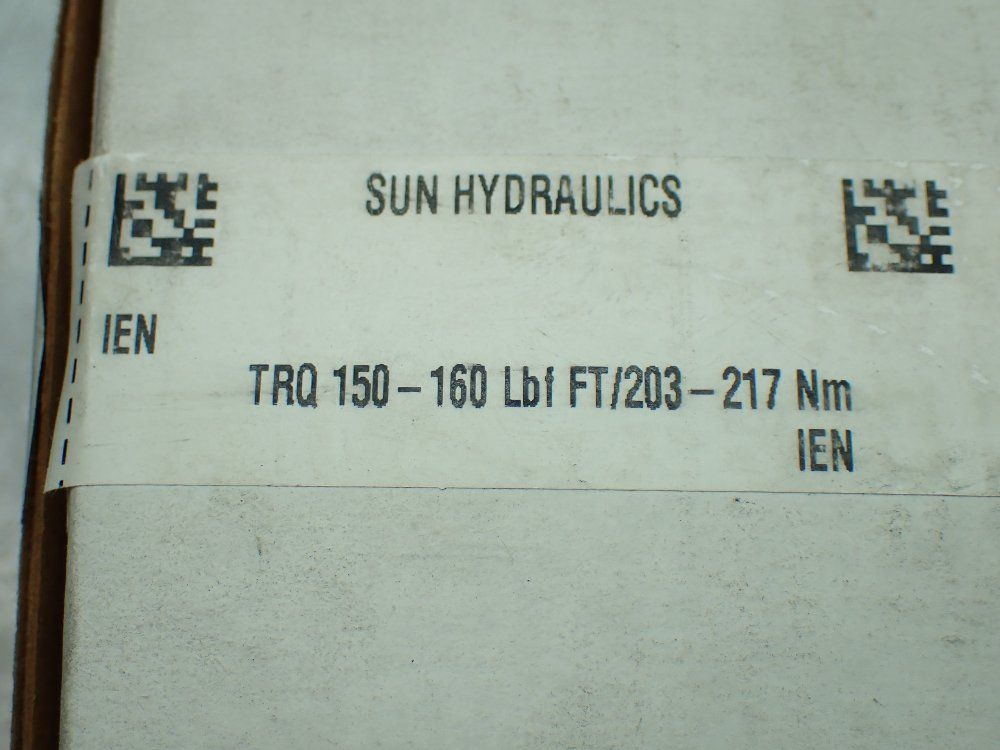 SUN HYDRAULICS
IEN
TRQ 150-160 Lbf FT/203-217 Nm
IEN